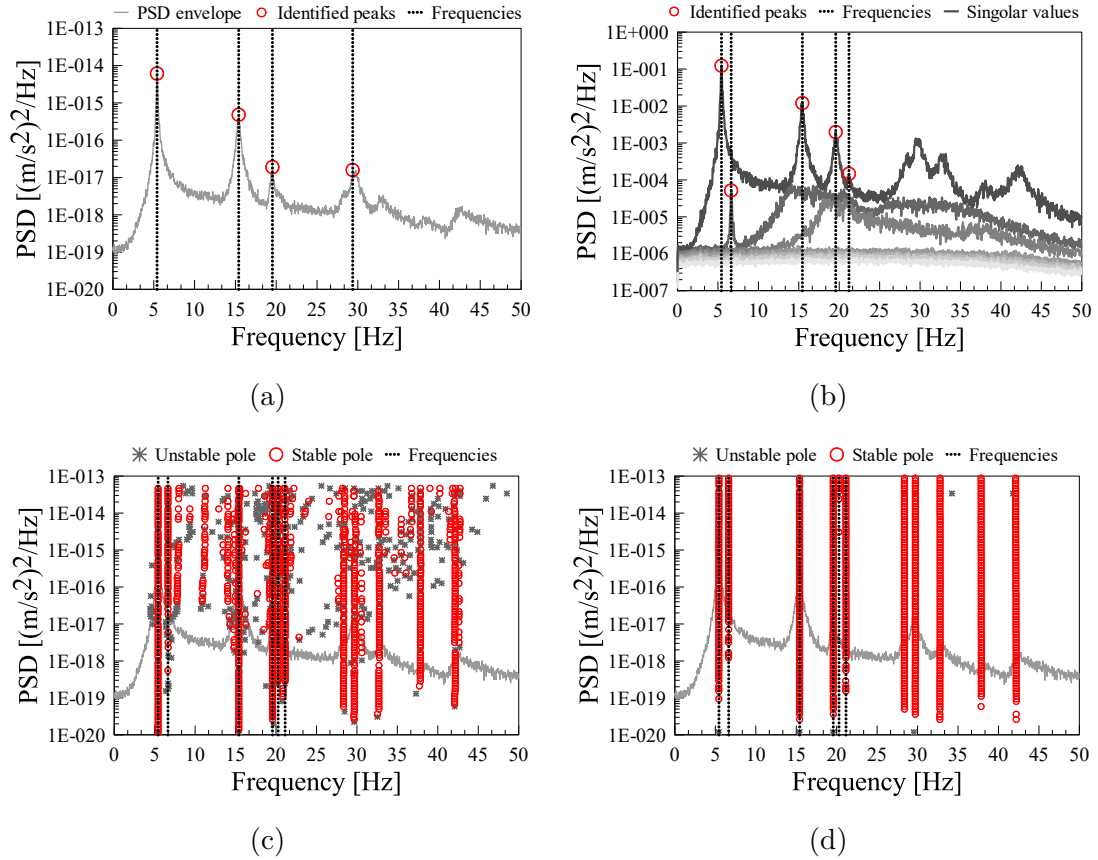 PSD envelope Identified peaks Frequencies
1E-013
1E-014
1E-015
1E-016
1E-017
1E-018
1E-019
1E-020
PSD [(m/s²)²/Hz]
0 5 10 15 20 25 30 35 40 45 50
Frequency [Hz]
(a)
Identified peaks Frequencies Singolar values
1E+000
1E-001
1E-002
1E-003
1E-004
1E-005
1E-006
1E-007
PSD [(m/s²)²/Hz]
0 5 10 15 20 25 30 35 40 45 50
Frequency [Hz]
(b)
Unstable pole Stable pole Frequencies
1E-013
1E-014
1E-015
1E-016
1E-017
1E-018
1E-019
1E-020
PSD [(m/s²)²/Hz]
0 5 10 15 20 25 30 35 40 45 50
Frequency [Hz]
(c)
Unstable pole Stable pole Frequencies
1E-013
1E-014
1E-015
1E-016
1E-017
1E-018
1E-019
1E-020
PSD [(m/s²)²/Hz]
0 5 10 15 20 25 30 35 40 45 50
Frequency [Hz]
(d)